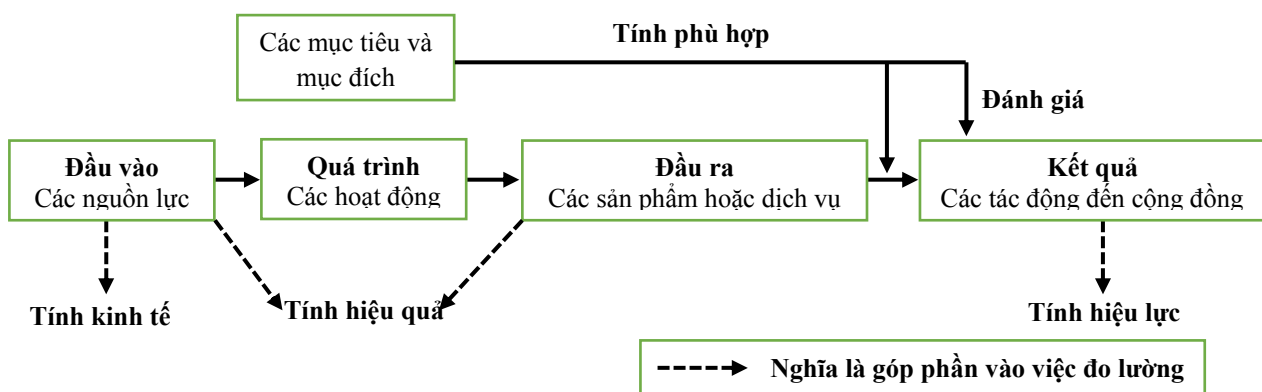 Các mục tiêu và
mục đích
Tính phù hợp
Đánh giá
Đầu vào
Các nguồn lực
Quá trình
Các hoạt động
Đầu ra
Các sản phẩm hoặc dịch vụ
Kết quả
Các tác động đến cộng đồng
Tính kinh tế
Tính hiệu quả
Tính hiệu lực
Nghĩa là góp phần vào việc đo lường